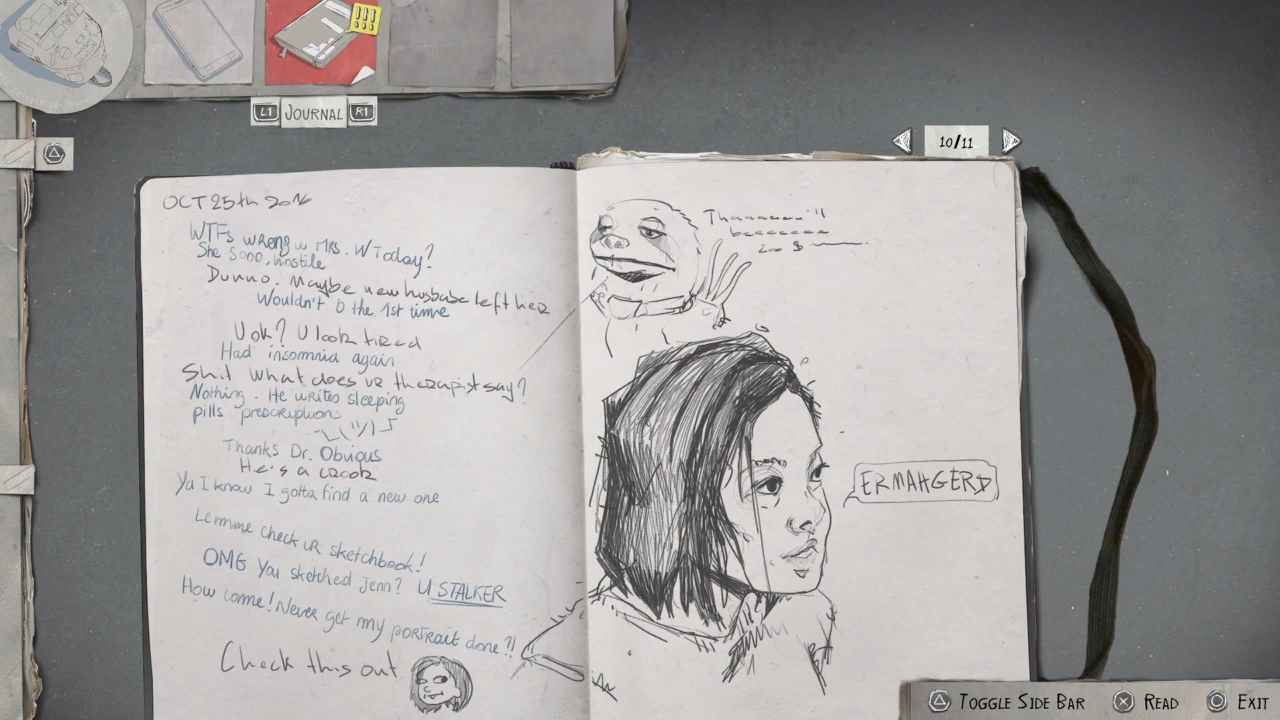 L1 JOURNAL R1
10/11
OCT 25th 2016
WTFs wrong w MRS. W Today?
She sooo hostile
Dunno. Maybe new husbabe left her
Wouldn't b the 1st time
U ok? U look tired
Had insomnia again
Shit what does ur therapist say?
Nothing. He writes sleeping
pills prescriptions
Thanks Dr. Obvious
He's a crook
Ya I know I gotta find a new one
Lemme check ur sketchbook!
OMG You sketched Jenn? U STALKER
How come I Never get my portrait done?!
Check this out
ERMAHGERD
TOGGLE SIDE BAR
READ
EXIT